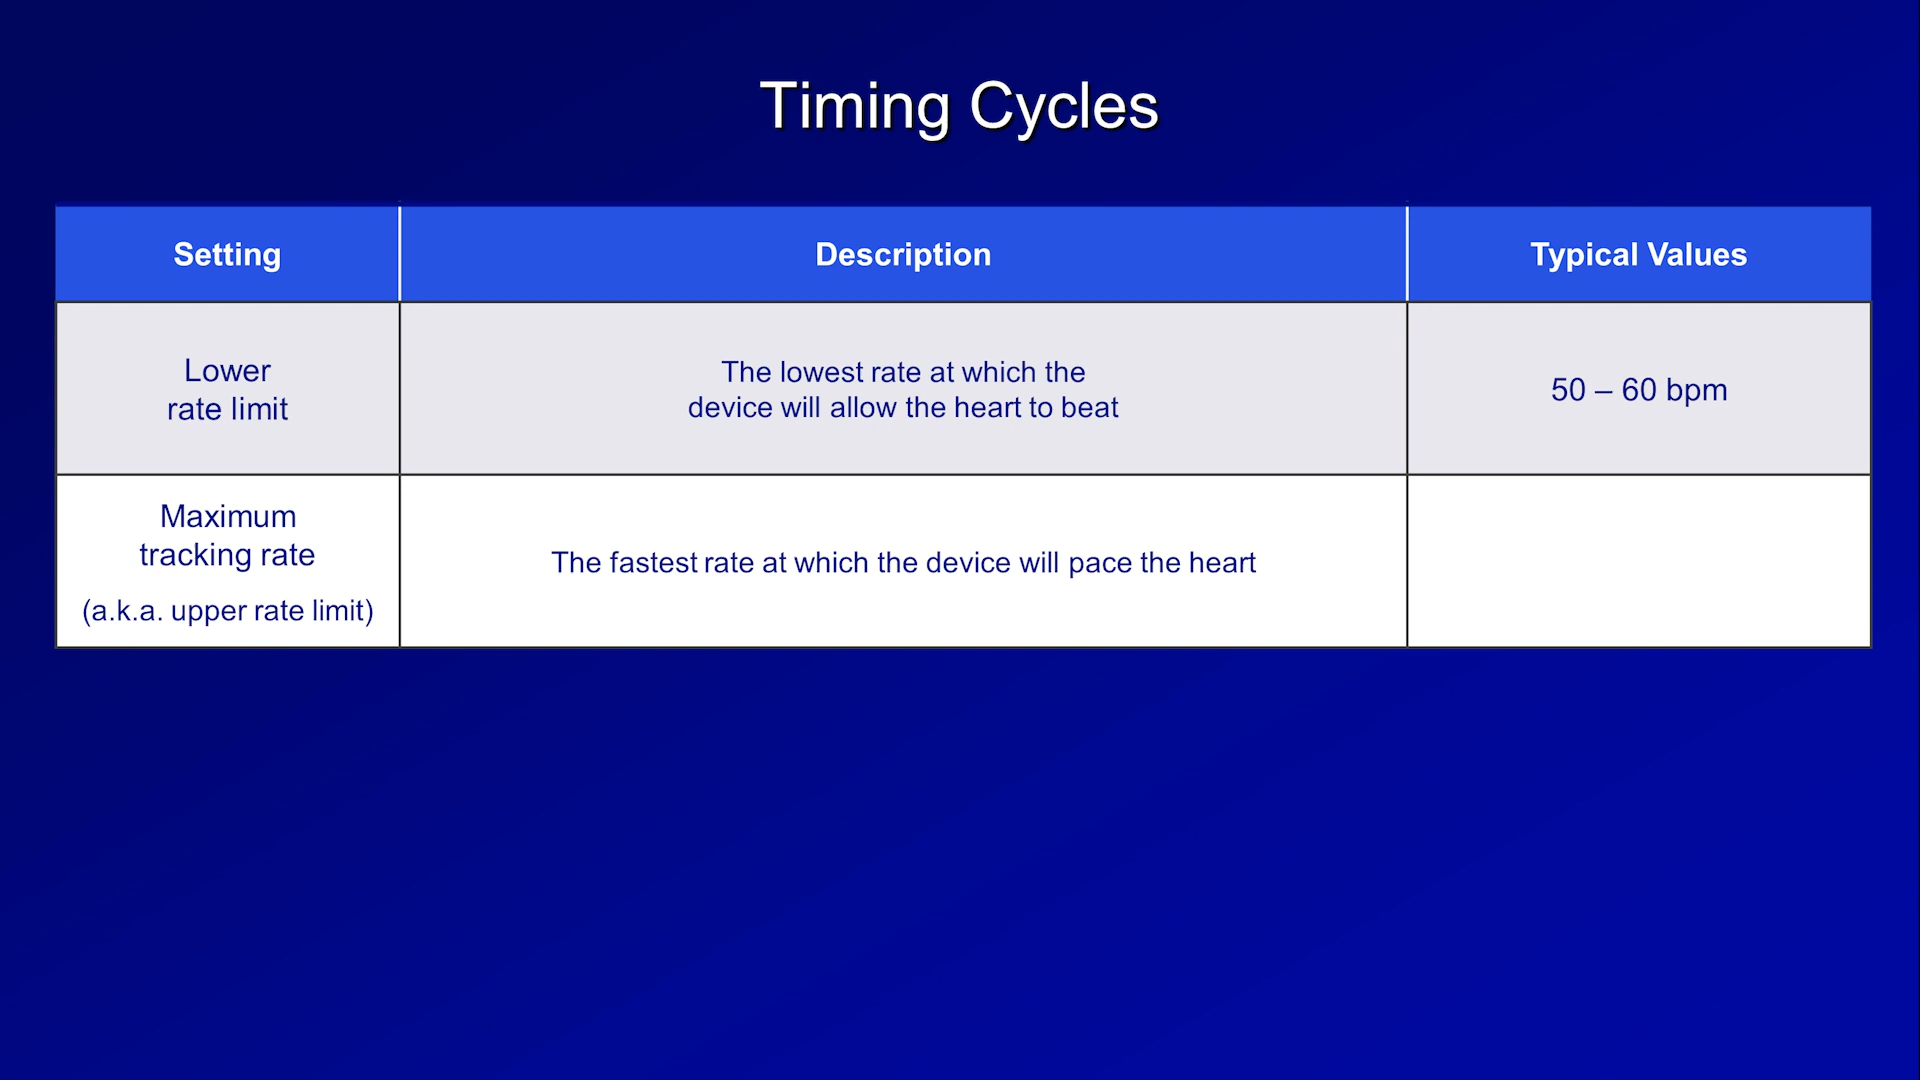 Timing Cycles
Setting
Description
Typical Values
Lower
rate limit
The lowest rate at which the
device will allow the heart to beat
50 – 60 bpm
Maximum
tracking rate
(a.k.a. upper rate limit)
The fastest rate at which the device will pace the heart